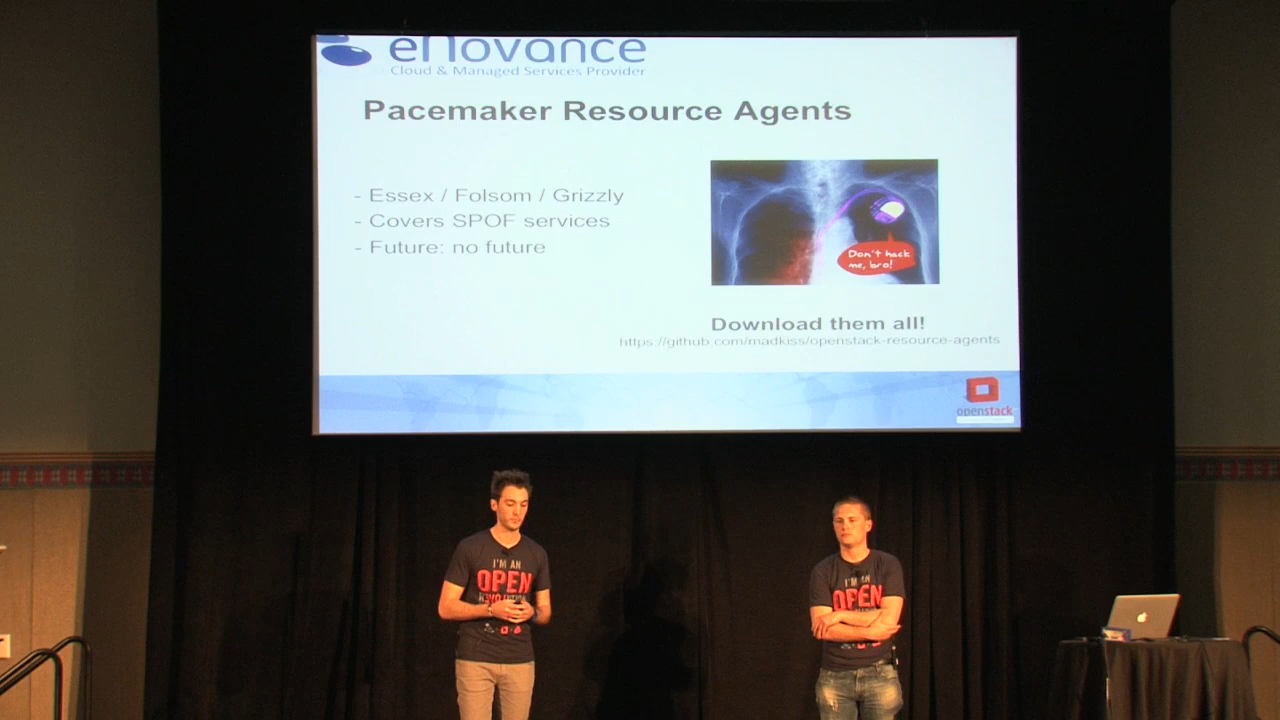 eNovance
Cloud & Managed Services Provider
Pacemaker Resource Agents
- Essex / Folsom / Grizzly
- Covers SPOF services
- Future: no future
Don't hack
me, bro!
Download them all!
https://github.com/madkiss/openstack-resource-agents
openstack
I'M AN
OPEN
I'M AN
OPEN